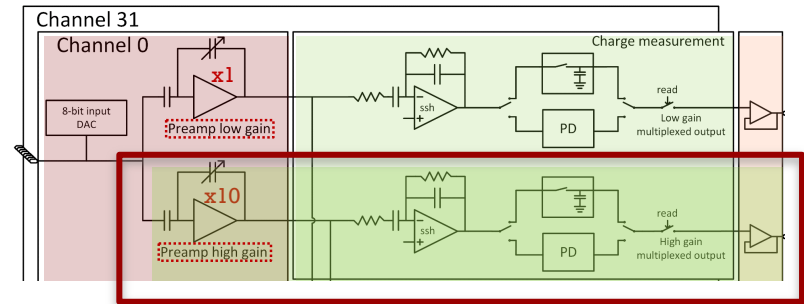 Channel 31
Channel 0
Charge measurement
x1
8-bit input
DAC
Preamp low gain
ssh
PD
read
Low gain
multiplexed output
x10
Preamp high gain
ssh
PD
read
High gain
multiplexed output